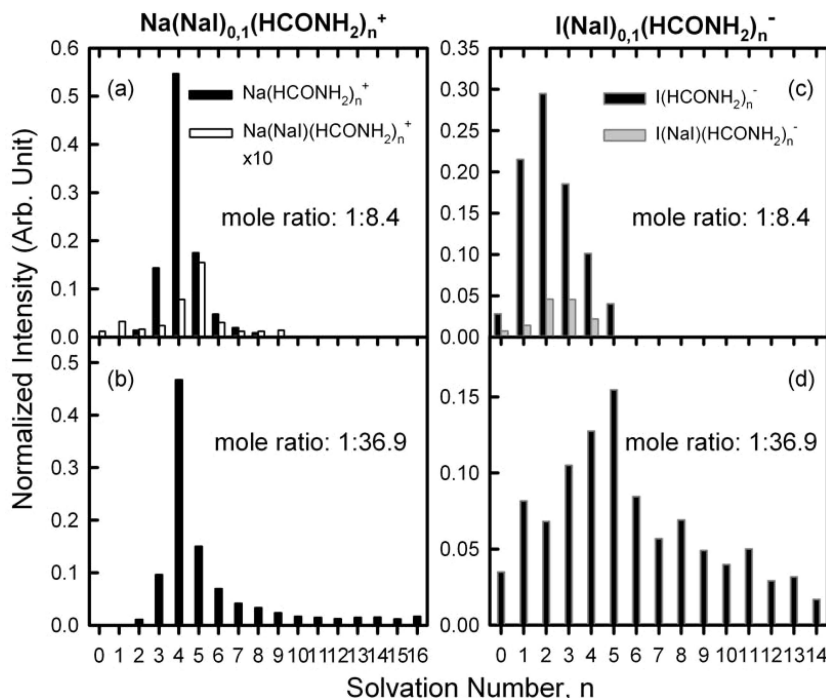 Na(NaI)₀,₁(HCONH₂)ₙ⁺
I(NaI)₀,₁(HCONH₂)ₙ⁻
Normalized Intensity (Arb. Unit)
0.6
0.5
0.4
0.3
0.2
0.1
0.0
(a)
Na(HCONH₂)ₙ⁺
Na(NaI)(HCONH₂)ₙ⁺
x10
mole ratio: 1:8.4
0.35
0.30
0.25
0.20
0.15
0.10
0.05
0.00
(c)
I(HCONH₂)ₙ⁻
I(NaI)(HCONH₂)ₙ⁻
mole ratio: 1:8.4
0.5
0.4
0.3
0.2
0.1
0.0
(b)
mole ratio: 1:36.9
0 1 2 3 4 5 6 7 8 9 10 11 12 13 14 15 16
0.15
0.10
0.05
0.00
(d)
mole ratio: 1:36.9
0 1 2 3 4 5 6 7 8 9 10 11 12 13 14
Solvation Number, n